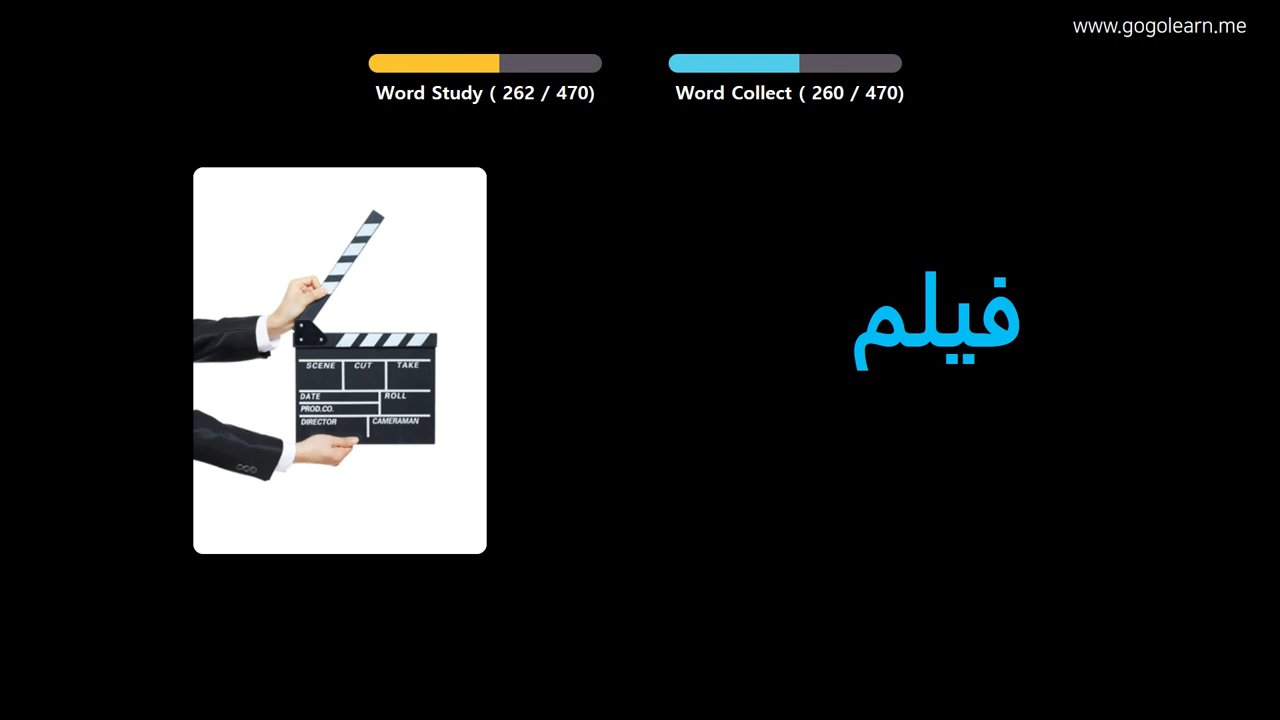 www.gogolearn.me
Word Study ( 262 / 470)
Word Collect ( 260 / 470)
فيلم
SCENE CUT TAKE
DATE ROLL
PROD.CO.
DIRECTOR CAMERAMAN